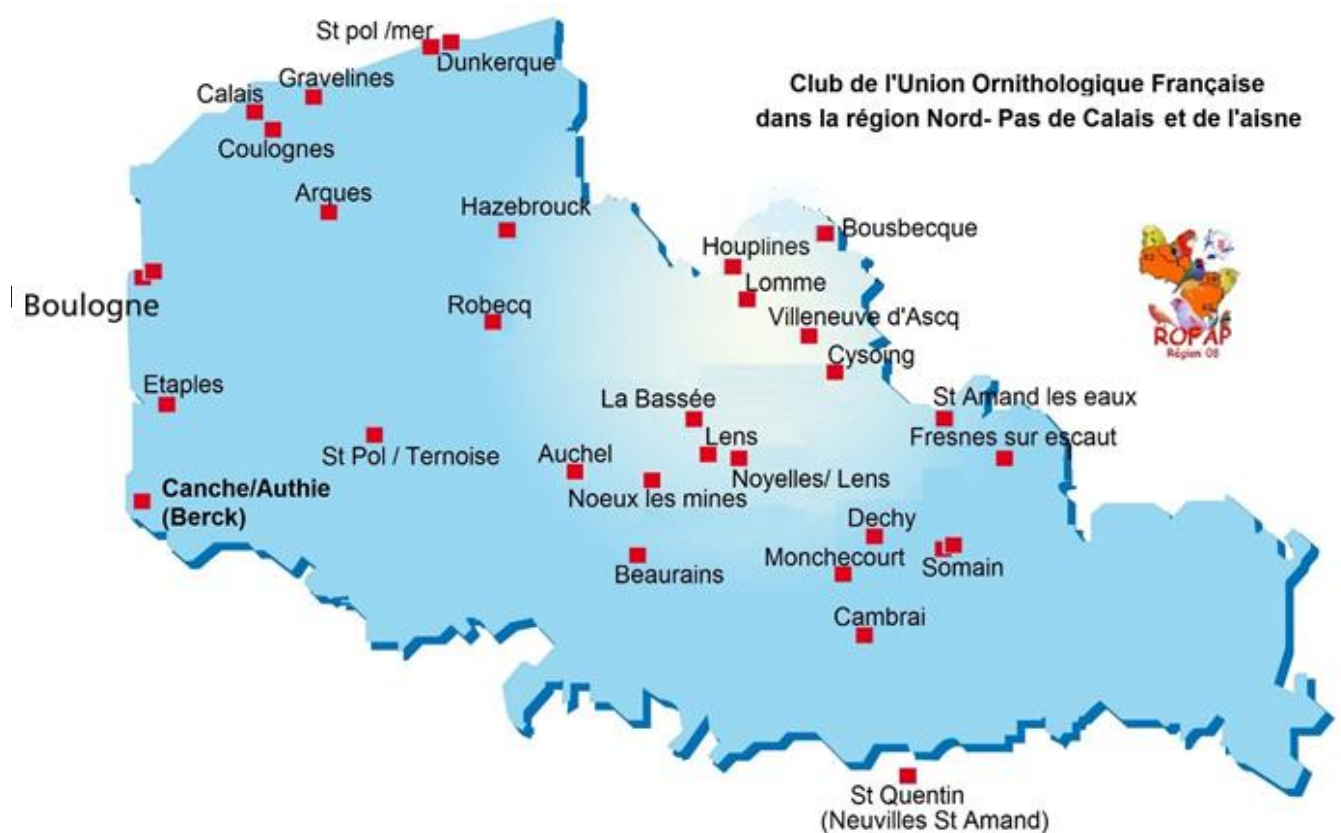 St pol /mer
Dunkerque
Gravelines
Calais
Coulognes
Club de l'Union Ornithologique Française
dans la région Nord- Pas de Calais et de l'aisne
Arques
Hazebrouck
Bousbecque
Houplines
Lomme
Boulogne
Robecq
Villeneuve d'Ascq
Cysoing
ROFAP
Région 08
Etaples
La Bassée
St Amand les eaux
Fresnes sur escaut
St Pol / Ternoise
Auchel
Lens
Noyelles/ Lens
Noeux les mines
Canche/Authie
(Berck)
Dechy
Monchecourt
Somain
Beaurains
Cambrai
St Quentin
(Neuvilles St Amand)